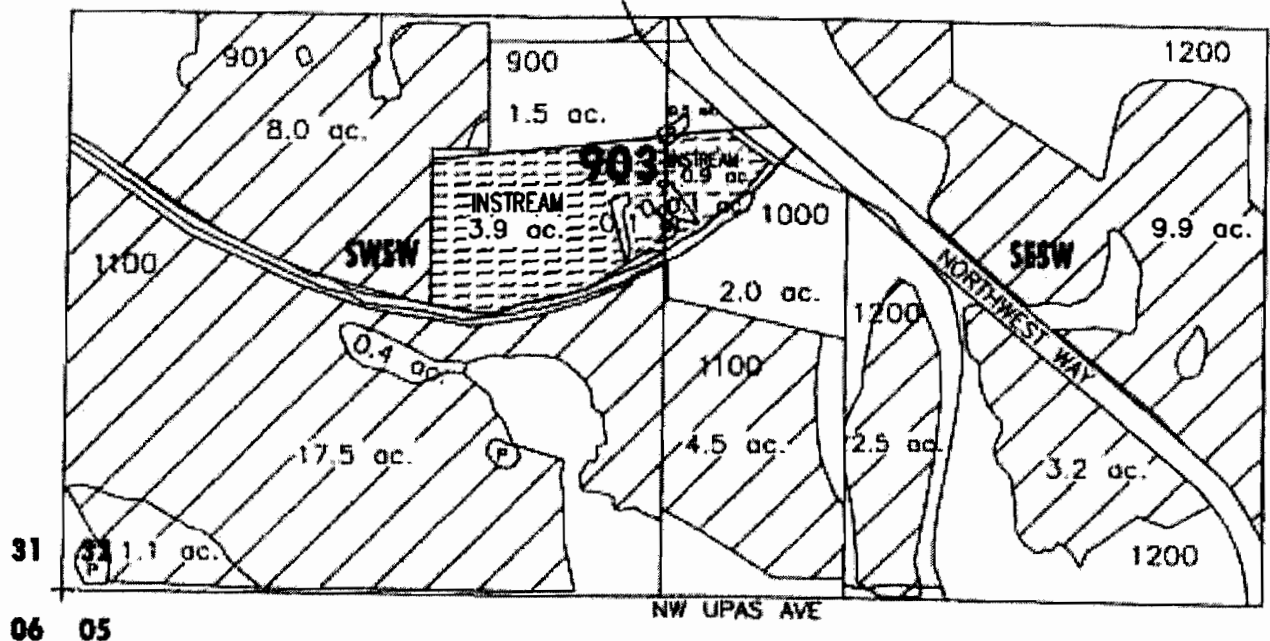 901
900
1200
8.0 ac.
1.5 ac.
903
INSTREAM
0.9 ac.
INSTREAM
3.9 ac.
1000
9.9 ac.
1100
SWSW
SESW
NORTHWEST WAY
2.0 ac.
1200
0.4 ac.
1100
17.5 ac.
P
4.5 ac.
2.5 ac.
3.2 ac.
31
32
1.1 ac.
P
1200
NW UPAS AVE
06 05